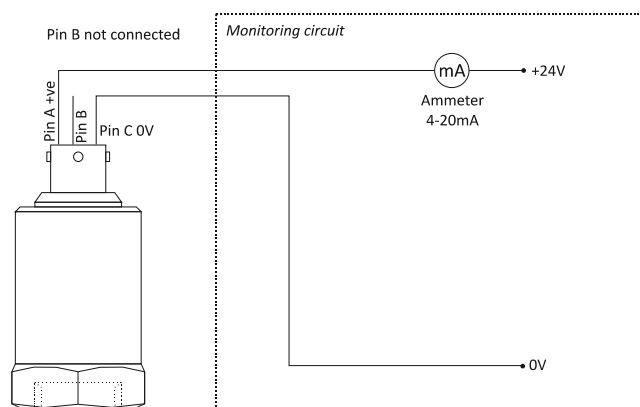 Pin B not connected
Monitoring circuit
mA
+24V
Ammeter
4-20mA
Pin A +ve
Pin B
Pin C 0V
0V